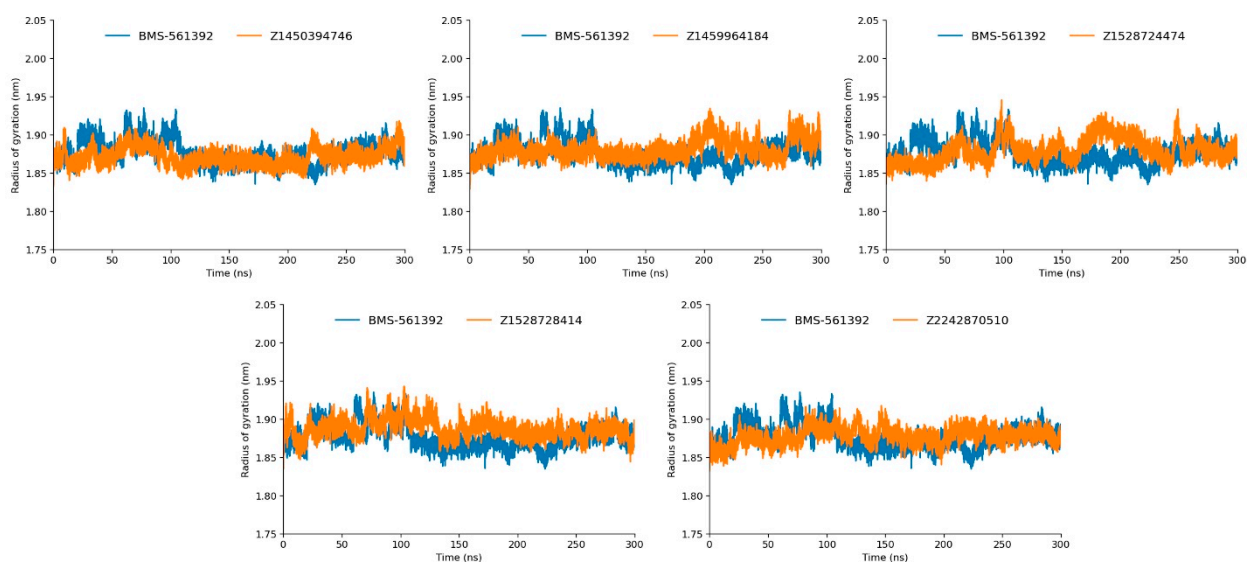 BMS-561392 Z1450394746
Radius of gyration (nm)
2.05
2.00
1.95
1.90
1.85
1.80
1.75
0 50 100 150 200 250 300
Time (ns)
BMS-561392 Z1459964184
Radius of gyration (nm)
2.05
2.00
1.95
1.90
1.85
1.80
1.75
0 50 100 150 200 250 300
Time (ns)
BMS-561392 Z1528724474
Radius of gyration (nm)
2.05
2.00
1.95
1.90
1.85
1.80
1.75
0 50 100 150 200 250 300
Time (ns)
BMS-561392 Z1528728414
Radius of gyration (nm)
2.05
2.00
1.95
1.90
1.85
1.80
1.75
0 50 100 150 200 250 300
Time (ns)
BMS-561392 Z2242870510
Radius of gyration (nm)
2.05
2.00
1.95
1.90
1.85
1.80
1.75
0 50 100 150 200 250 300
Time (ns)